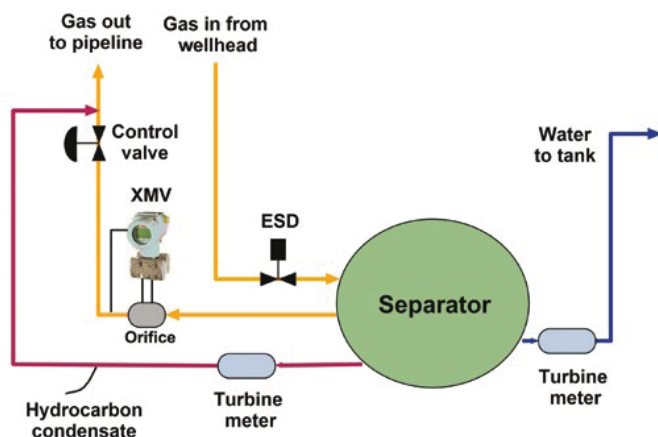 Gas out
to pipeline
Gas in from
wellhead
Control
valve
Water
to tank
XMV
ESD
Separator
Orifice
Turbine
meter
Turbine
meter
Hydrocarbon
condensate